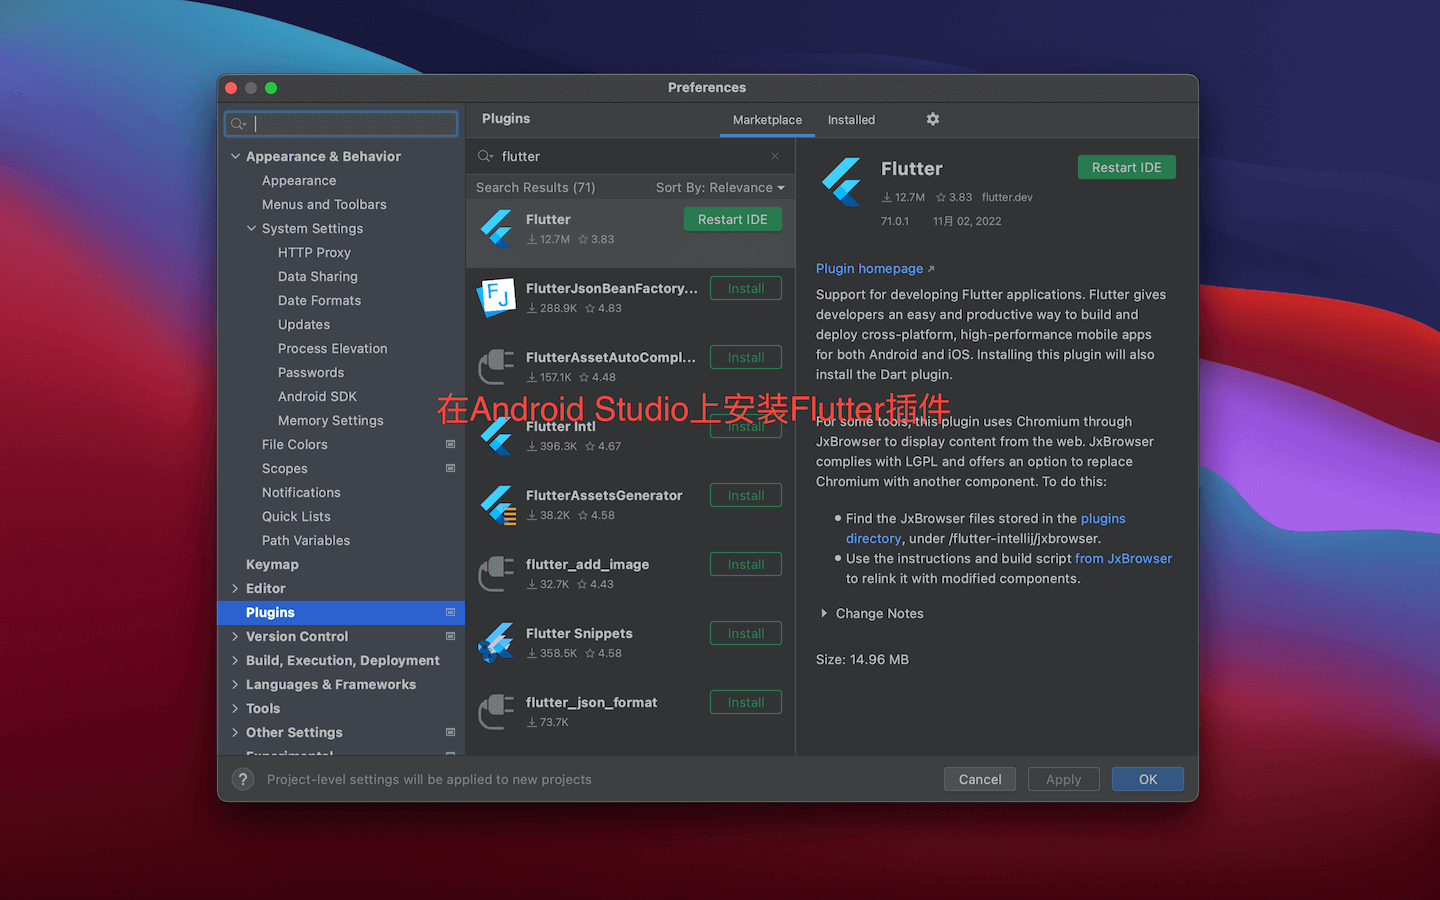 Preferences
Appearance & Behavior
Appearance
Menus and Toolbars
System Settings
HTTP Proxy
Data Sharing
Date Formats
Updates
Process Elevation
Passwords
Android SDK
Memory Settings
File Colors
Scopes
Notifications
Quick Lists
Path Variables
Keymap
Editor
Plugins
Version Control
Build, Execution, Deployment
Languages & Frameworks
Tools
Other Settings
Experimental
Plugins
Marketplace
Installed
flutter
Search Results (71)
Sort By: Relevance
Flutter
Restart IDE
12.7M 3.83
FlutterJsonBeanFactory...
Install
288.9K 4.83
FlutterAssetAutoCompl...
Install
157.1K 4.48
在Android Studio上安装Flutter插件
Flutter Intl
Install
396.3K 4.67
FlutterAssetsGenerator
Install
38.2K 4.58
flutter_add_image
Install
32.7K 4.43
Flutter Snippets
Install
358.5K 4.58
flutter_json_format
Install
73.7K
Flutter
Restart IDE
12.7M 3.83 flutter.dev
71.0.1 11月 02, 2022
Plugin homepage
Support for developing Flutter applications. Flutter gives
developers an easy and productive way to build and
deploy cross-platform, high-performance mobile apps
for both Android and iOS. Installing this plugin will also
install the Dart plugin.
For some tools, this plugin uses Chromium through
JxBrowser to display content from the web. JxBrowser
complies with LGPL and offers an option to replace
Chromium with another component. To do this:
Find the JxBrowser files stored in the plugins
directory, under /flutter-intellij/jxbrowser.
Use the instructions and build script from JxBrowser
to relink it with modified components.
Change Notes
Size: 14.96 MB
? Project-level settings will be applied to new projects
Cancel
Apply
OK